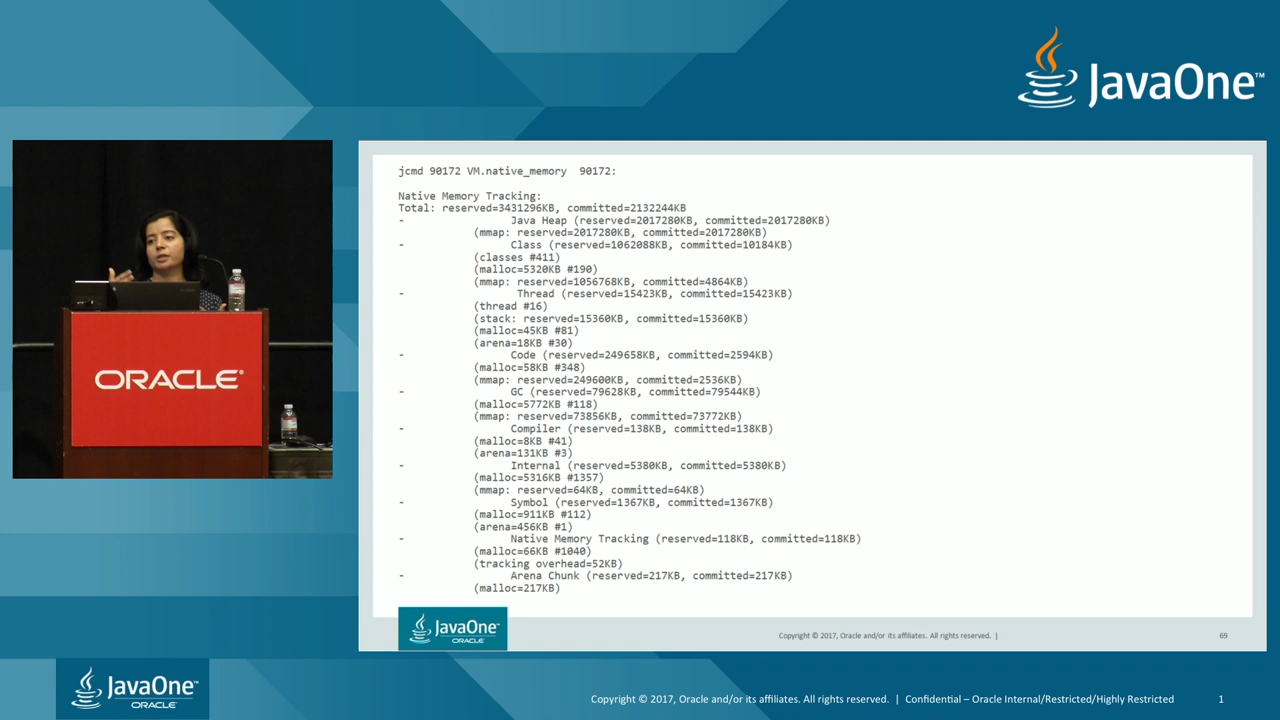 JavaOne™
jcmd 90172 VM.native_memory 90172:
Native Memory Tracking:
Total: reserved=3431296KB, committed=2132244KB
- Java Heap (reserved=2017280KB, committed=2017280KB)
(mmap: reserved=2017280KB, committed=2017280KB)
- Class (reserved=1062088KB, committed=10184KB)
(classes #411)
(malloc=5320KB #190)
(mmap: reserved=1056768KB, committed=4864KB)
- Thread (reserved=15423KB, committed=15423KB)
(thread #16)
(stack: reserved=15360KB, committed=15360KB)
(malloc=45KB #81)
(arena=18KB #30)
- Code (reserved=249658KB, committed=2594KB)
(malloc=58KB #348)
(mmap: reserved=249600KB, committed=2536KB)
- GC (reserved=79628KB, committed=79544KB)
(malloc=5772KB #118)
(mmap: reserved=73856KB, committed=73772KB)
- Compiler (reserved=138KB, committed=138KB)
(malloc=8KB #41)
(arena=131KB #3)
- Internal (reserved=5380KB, committed=5380KB)
(malloc=5316KB #1357)
(mmap: reserved=64KB, committed=64KB)
- Symbol (reserved=1367KB, committed=1367KB)
(malloc=911KB #112)
(arena=456KB #1)
- Native Memory Tracking (reserved=118KB, committed=118KB)
(malloc=66KB #1040)
(tracking overhead=52KB)
- Arena Chunk (reserved=217KB, committed=217KB)
(malloc=217KB)
ORACLE®
JavaOne™
ORACLE®
Copyright © 2017, Oracle and/or its affiliates. All rights reserved. |
69
JavaOne™
ORACLE®
Copyright © 2017, Oracle and/or its affiliates. All rights reserved. | Confidential – Oracle Internal/Restricted/Highly Restricted
1